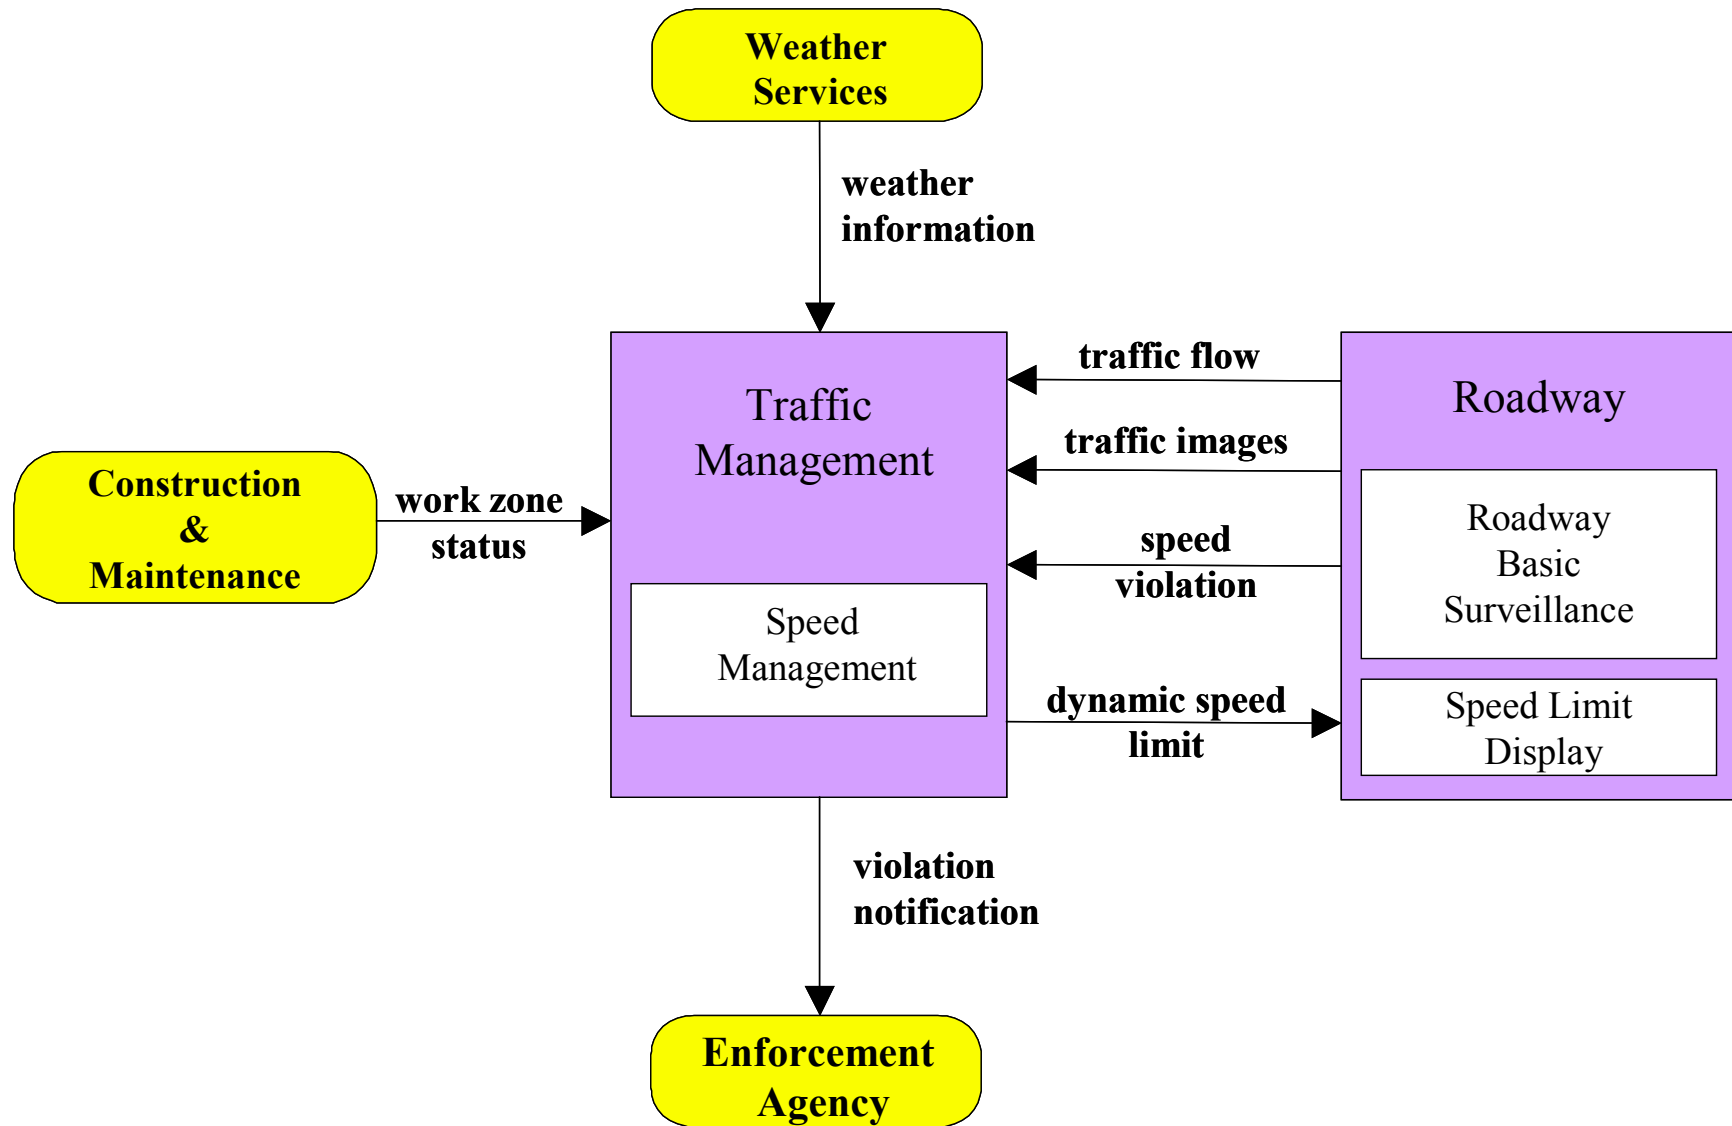 Weather
Services
weather
information
Traffic
Management
Speed
Management
Construction
&
Maintenance
work zone
status
traffic flow
traffic images
speed
violation
dynamic speed
limit
Roadway
Roadway
Basic
Surveillance
Speed Limit
Display
violation
notification
Enforcement
Agency